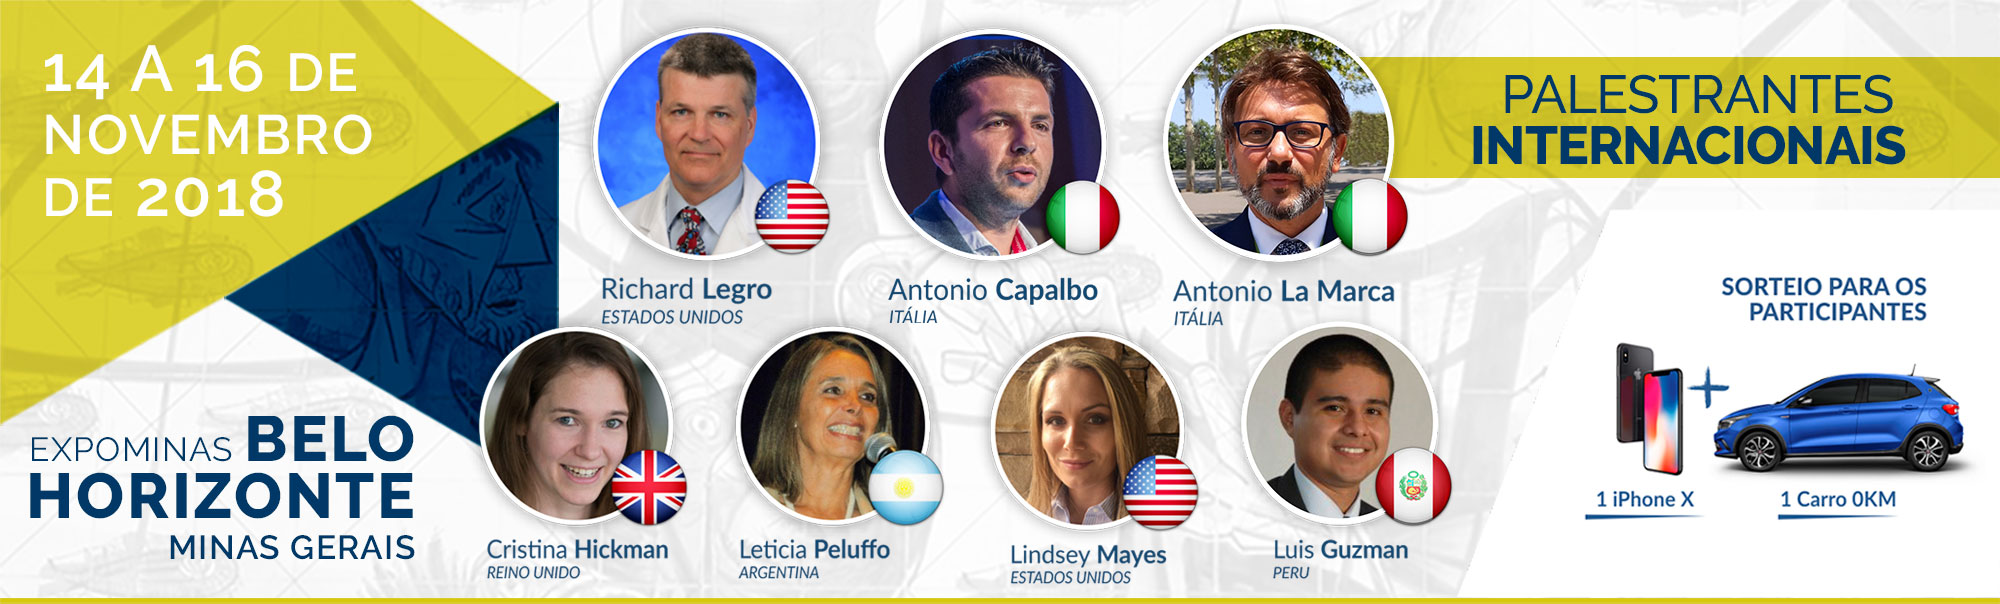 14 A 16 DE
NOVEMBRO
DE 2018
EXPOMINAS BELO
HORIZONTE
MINAS GERAIS
PALESTRANTES
INTERNACIONAIS
Richard Legro
ESTADOS UNIDOS
Antonio Capalbo
ITÁLIA
Antonio La Marca
ITÁLIA
Cristina Hickman
REINO UNIDO
Leticia Peluffo
ARGENTINA
Lindsey Mayes
ESTADOS UNIDOS
Luis Guzman
PERU
SORTEIO PARA OS
PARTICIPANTES
+
1 iPhone X
1 Carro 0KM